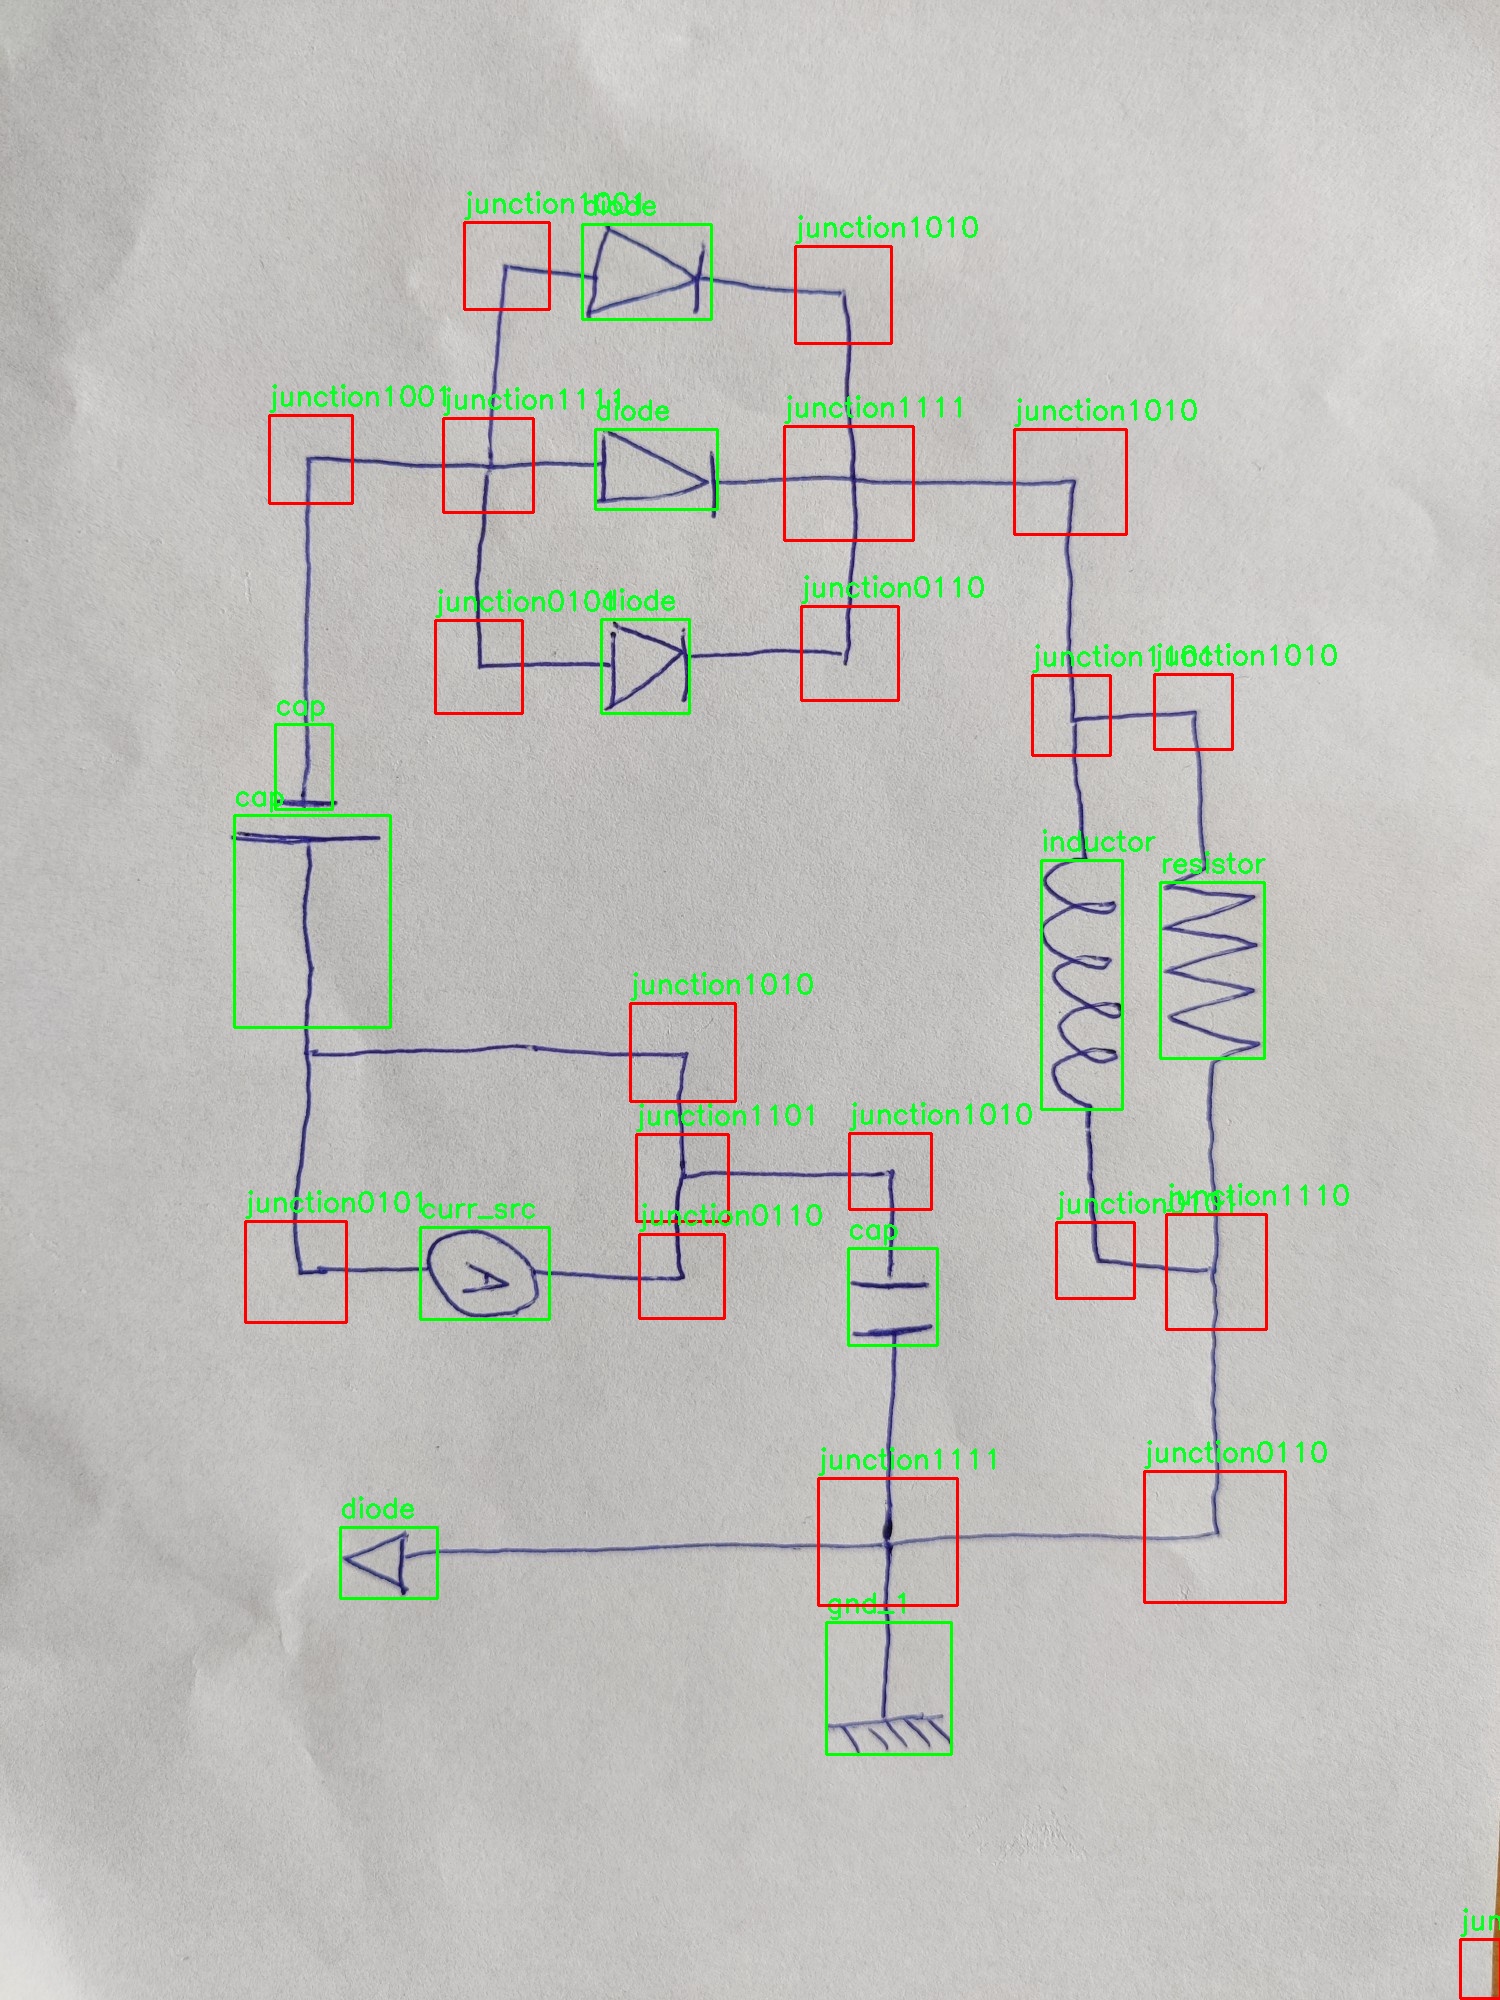 junction1001 diode
junction1010
junction1001 junction1111 diode junction1111 junction1010
junction0101 diode junction0110
junction1101 junction1010
cap
cap
inductor resistor
junction1010
junction1101 junction1010
junction0101 curr_src junction0110 cap junction0101 junction1110
junction1111 junction0110
diode
gnd_1
jun